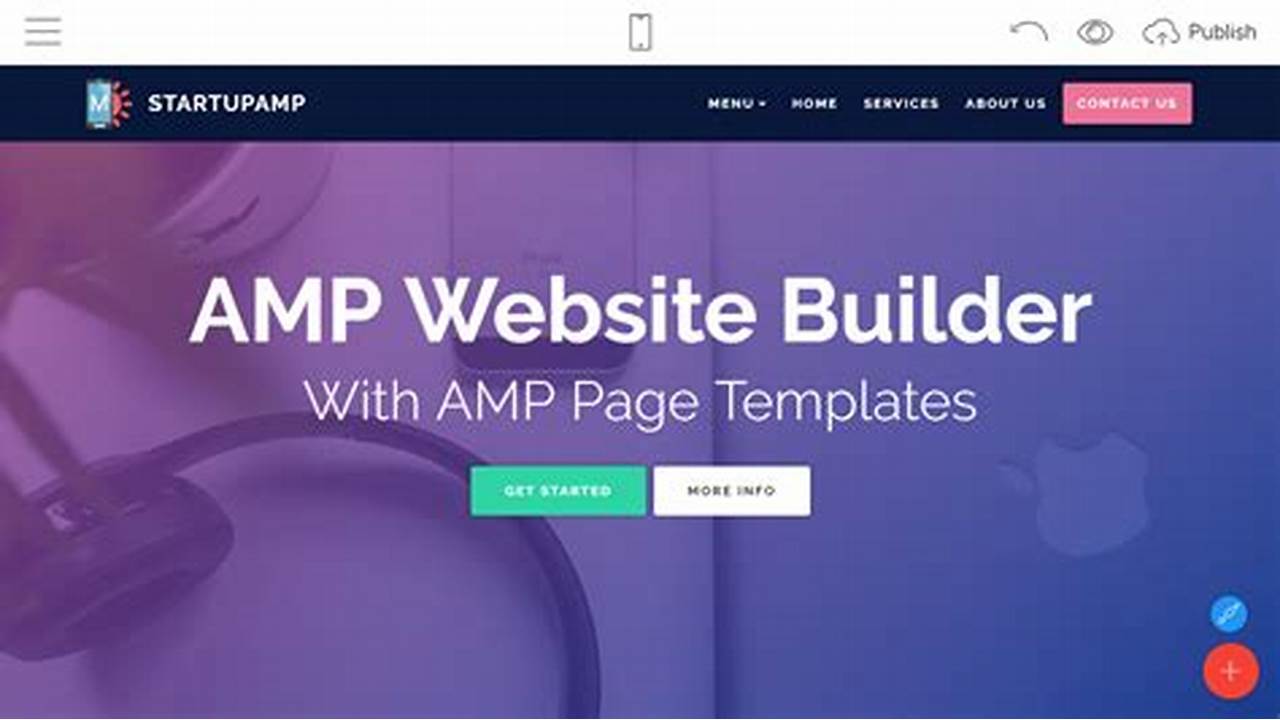 Publish
M STARTUPAMP
MENU HOME SERVICES ABOUT US CONTACT US
AMP Website Builder
With AMP Page Templates
GET STARTED MORE INFO